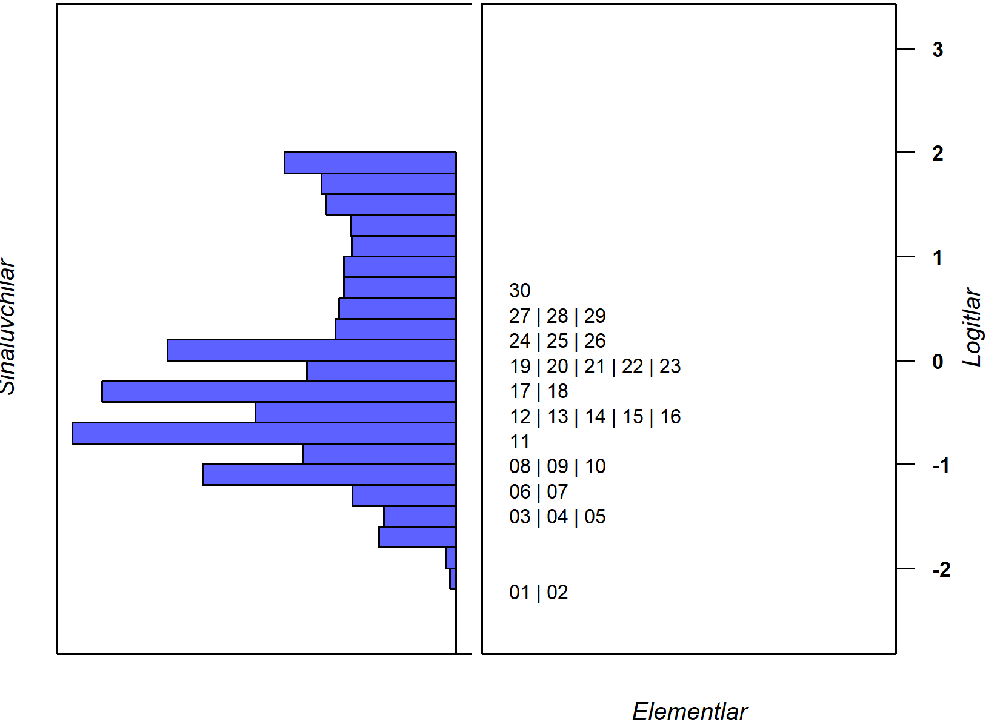 Sinaluvchilar
30
27 | 28 | 29
24 | 25 | 26
19 | 20 | 21 | 22 | 23
17 | 18
12 | 13 | 14 | 15 | 16
11
08 | 09 | 10
06 | 07
03 | 04 | 05
01 | 02
3
2
1
0
-1
-2
Logitlar
Elementlar